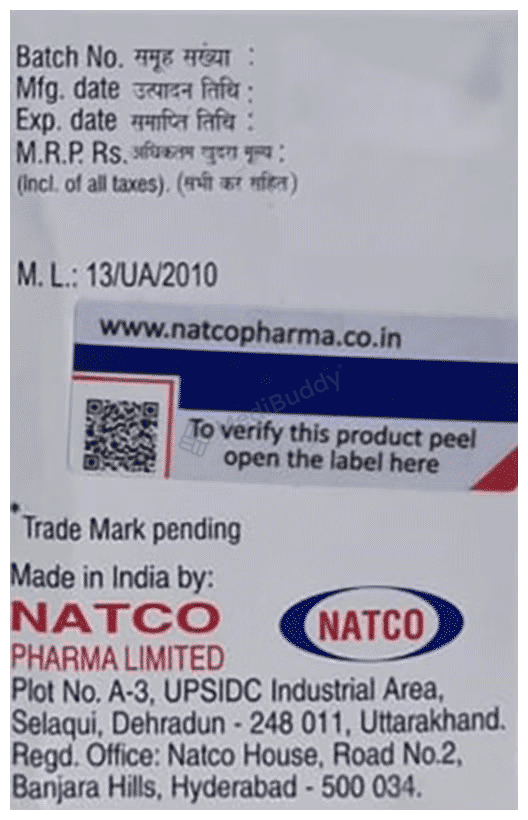 Batch No. समूह सख्या :
Mfg. date उत्पादन तिथि :
Exp. date समाप्ति तिथि :
M.R.P. Rs. अधिकतम खुदरा मूल्य :
(Incl. of all taxes). (सभी कर सहित)
M. L.: 13/UA/2010
www.natcopharma.co.in
MediBuddy
To verify this product peel
open the label here
*Trade Mark pending
Made in India by:
NATCO
NATCO
PHARMA LIMITED
Plot No. A-3, UPSIDC Industrial Area,
Selaqui, Dehradun - 248 011, Uttarakhand.
Regd. Office: Natco House, Road No.2,
Banjara Hills, Hyderabad - 500 034.